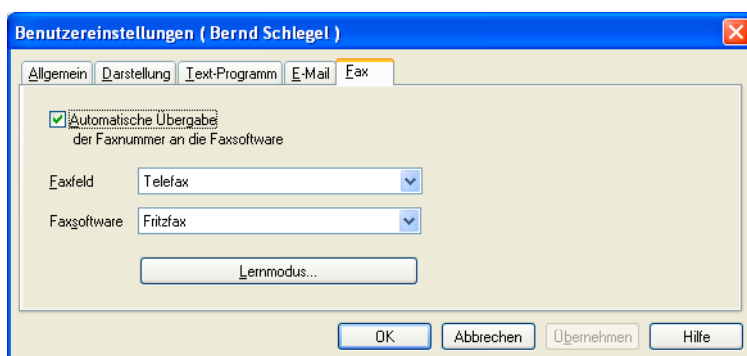 Benutzereinstellungen ( Bernd Schlegel )
Allgemein Darstellung Text-Programm E-Mail Fax
Automatische Übergabe
der Faxnummer an die Faxsoftware
Faxfeld Telefax
Faxsoftware Fritzfax
Lernmodus...
OK Abbrechen Übernehmen Hilfe